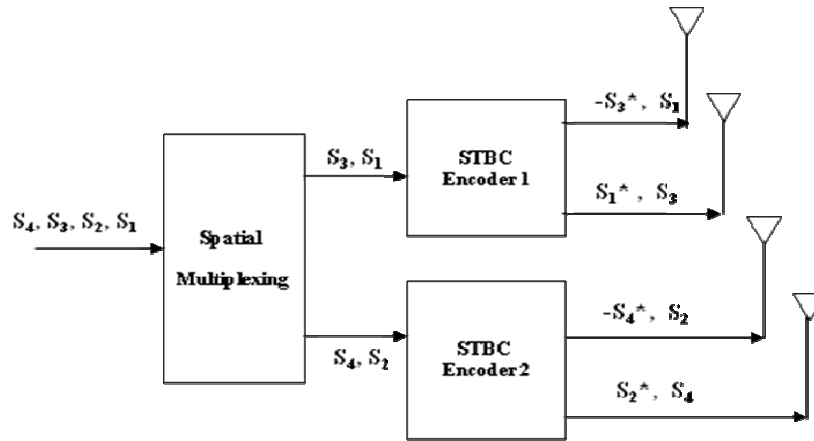 -S₃*, S₁
S₃, S₁
STBC
Encoder 1
S₁*, S₃
S₄, S₃, S₂, S₁
Spatial
Multiplexing
-S₄*, S₂
S₄, S₂
STBC
Encoder 2
S₂*, S₄